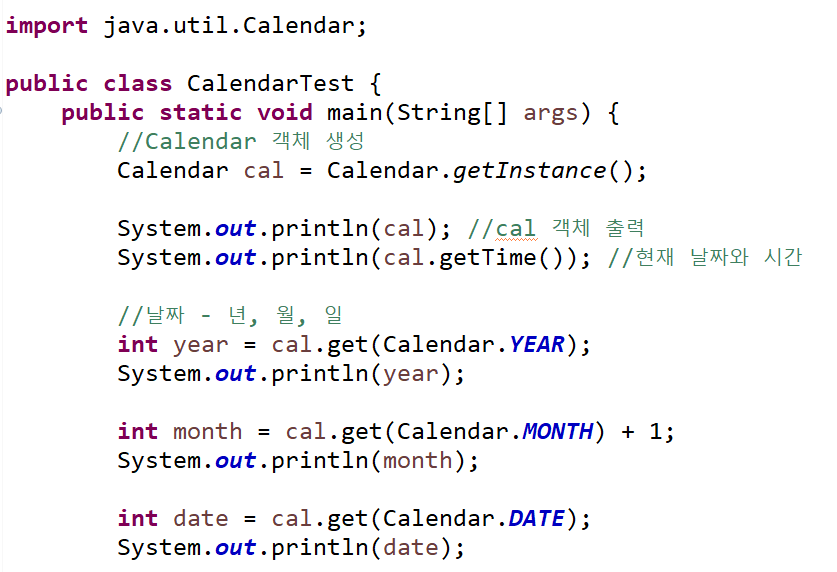 import java.util.Calendar;
public class CalendarTest {
public static void main(String[] args) {
//Calendar 객체 생성
Calendar cal = Calendar.getInstance();
System.out.println(cal); //cal 객체 출력
System.out.println(cal.getTime()); //현재 날짜와 시간
//날짜 - 년, 월, 일
int year = cal.get(Calendar.YEAR);
System.out.println(year);
int month = cal.get(Calendar.MONTH) + 1;
System.out.println(month);
int date = cal.get(Calendar.DATE);
System.out.println(date);